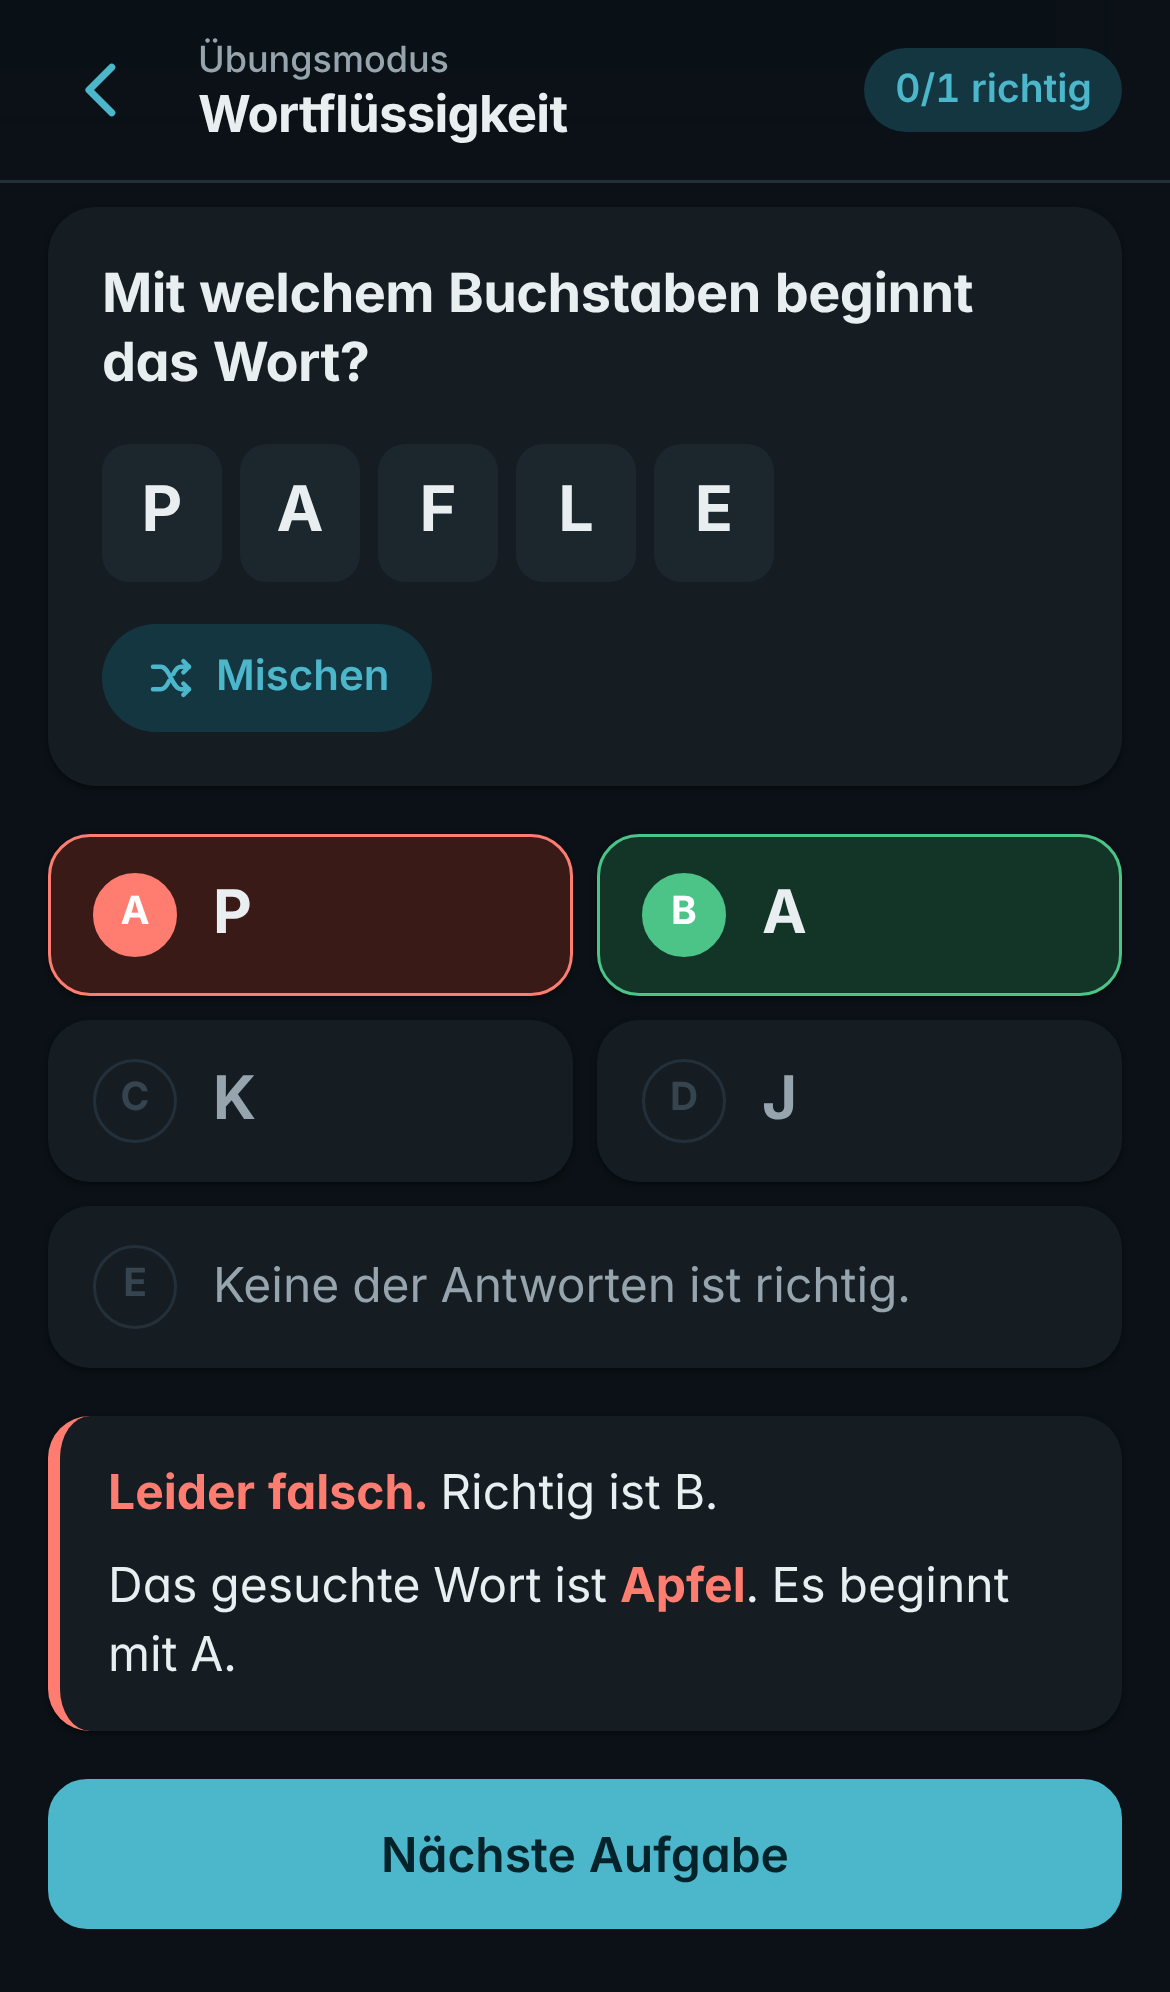 Übungsmodus
Wortflüssigkeit
0/1 richtig
Mit welchem Buchstaben beginnt
das Wort?
P A F L E
Mischen
A P
B A
C K
D J
E Keine der Antworten ist richtig.
Leider falsch. Richtig ist B.
Das gesuchte Wort ist Apfel. Es beginnt
mit A.
Nächste Aufgabe